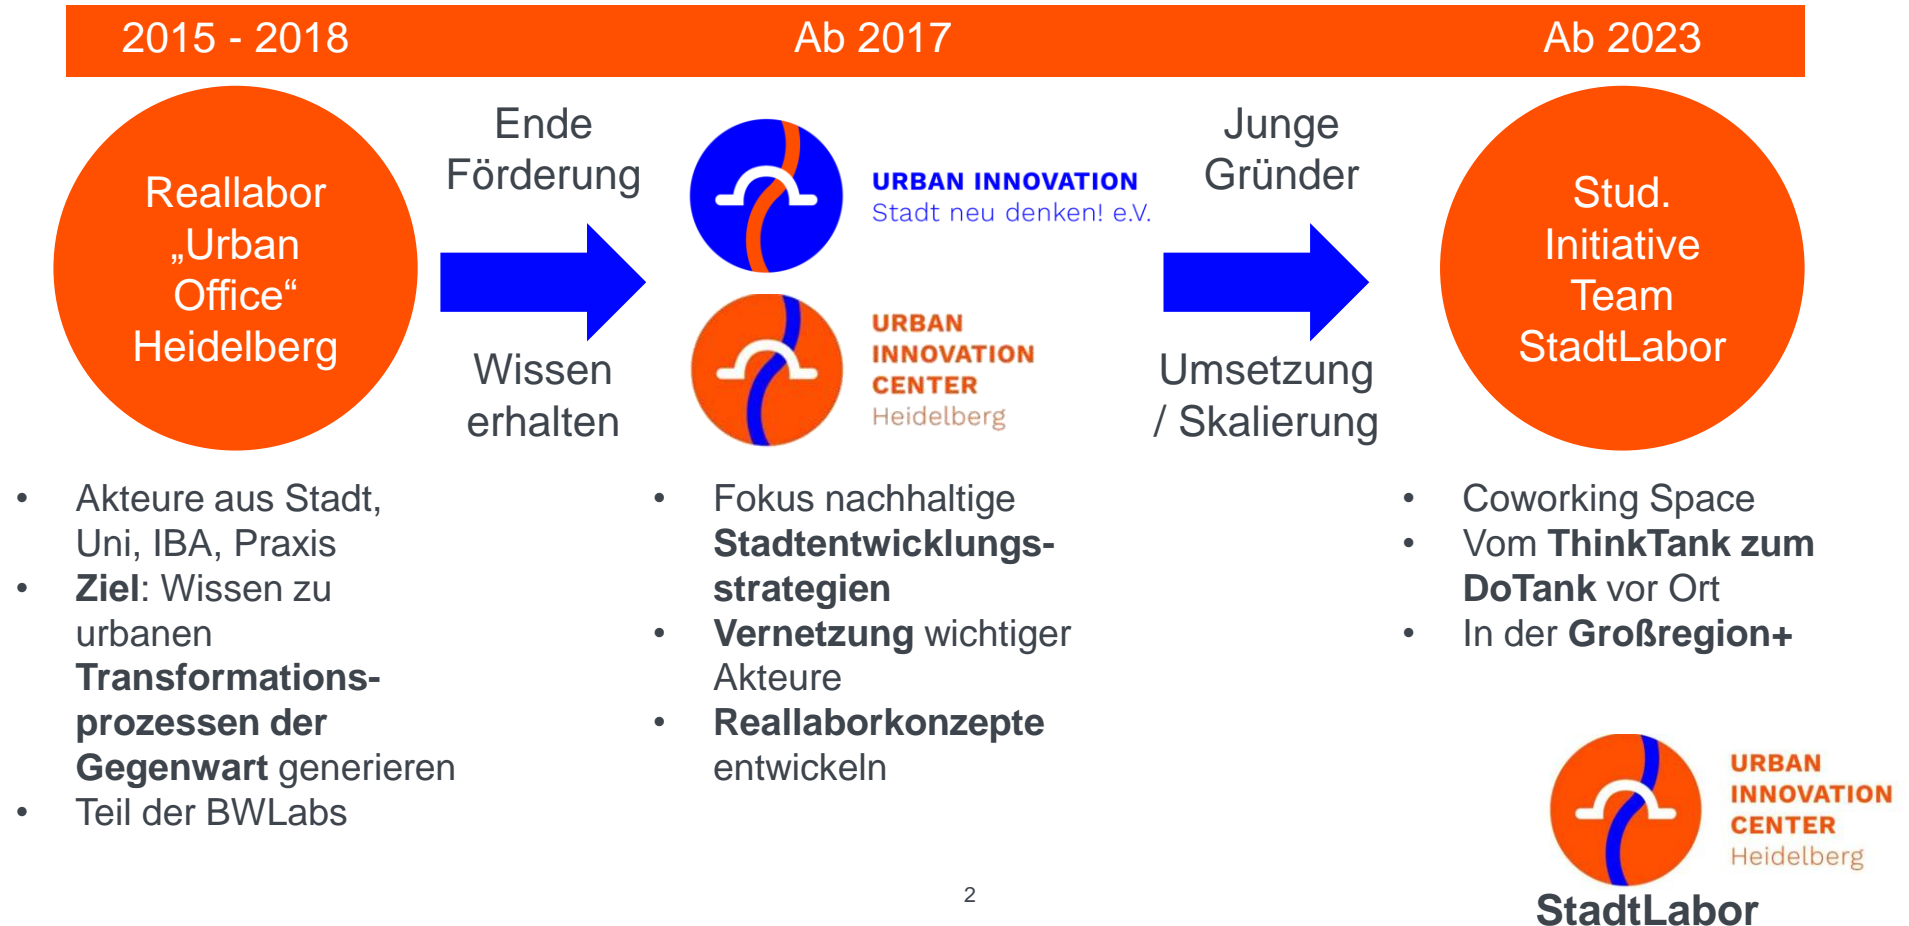 2015 - 2018
Ab 2017
Ab 2023
Reallabor
„Urban
Office“
Heidelberg
Ende
Förderung
Wissen
erhalten
URBAN INNOVATION
Stadt neu denken! e.V.
URBAN
INNOVATION
CENTER
Heidelberg
Junge
Gründer
Umsetzung
/ Skalierung
Stud.
Initiative
Team
StadtLabor
• Akteure aus Stadt,
Uni, IBA, Praxis
• Ziel: Wissen zu
urbanen
Transformations-
prozessen der
Gegenwart generieren
• Teil der BWLabs
• Fokus nachhaltige
Stadtentwicklungs-
strategien
• Vernetzung wichtiger
Akteure
• Reallaborkonzepte
entwickeln
• Coworking Space
• Vom ThinkTank zum
DoTank vor Ort
• In der Großregion+
URBAN
INNOVATION
CENTER
Heidelberg
StadtLabor
2